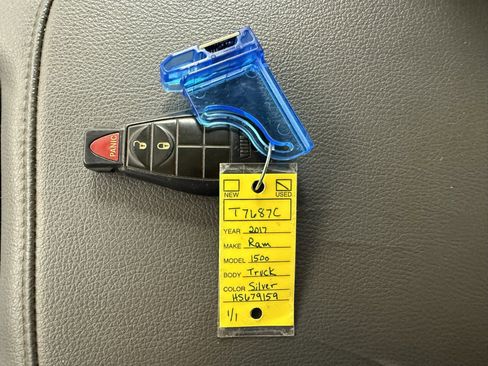 PANIC
NEW USED
T7687C
YEAR 2017
MAKE Ram
MODEL 1500
BODY Truck
COLOR Silver
HS679159
1/1